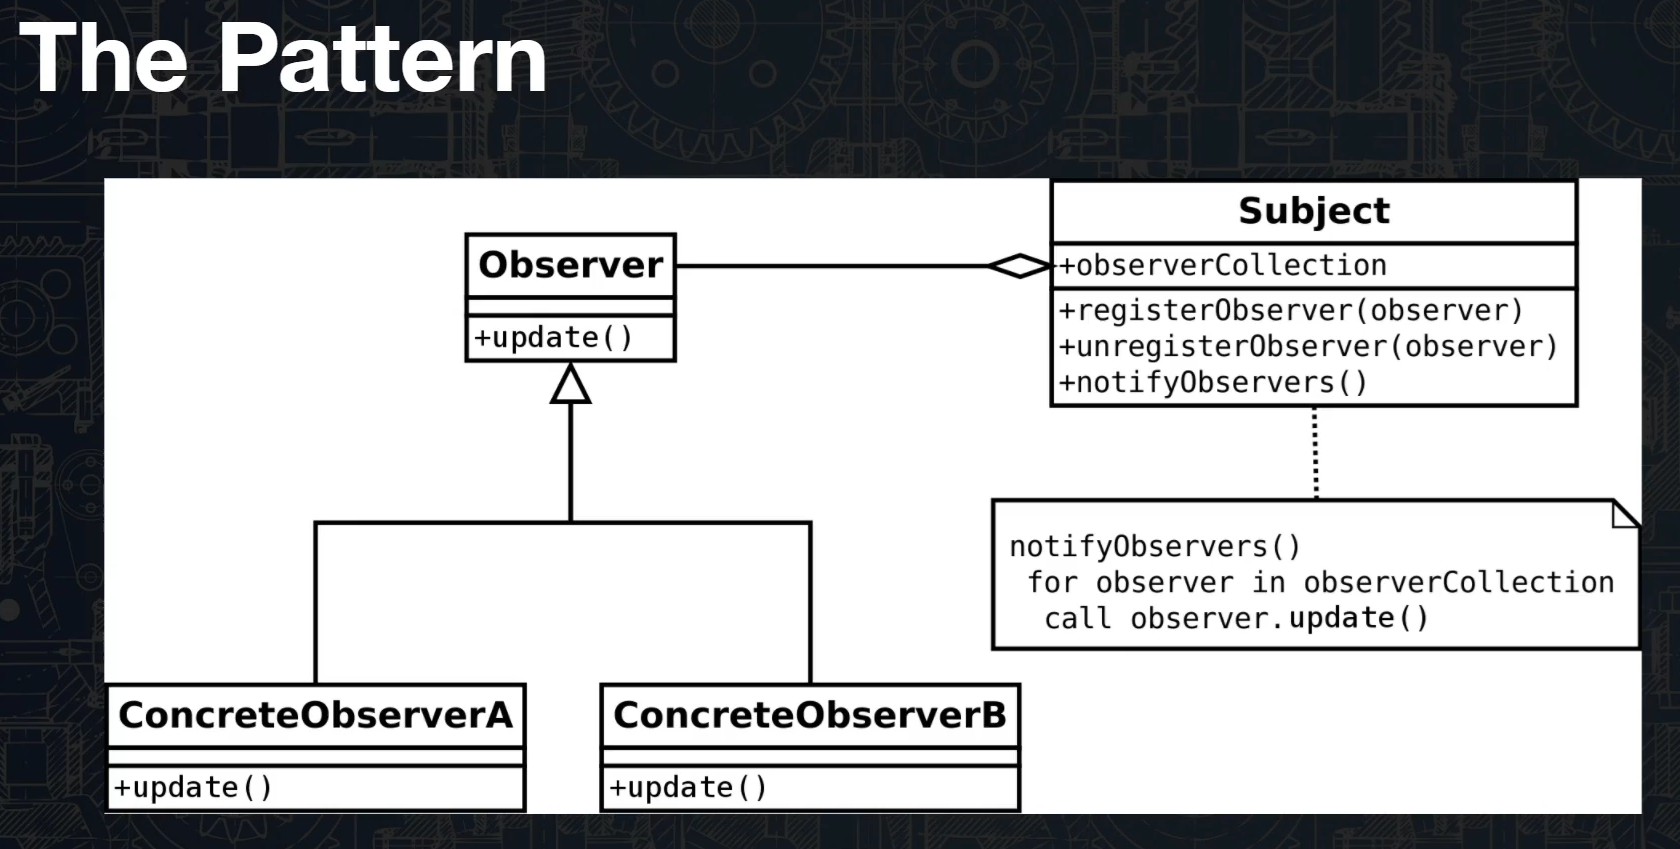 The Pattern
Observer
+update()
Subject
+observerCollection
+registerObserver(observer)
+unregisterObserver(observer)
+notifyObservers()
notifyObservers()
for observer in observerCollection
call observer.update()
ConcreteObserverA
+update()
ConcreteObserverB
+update()